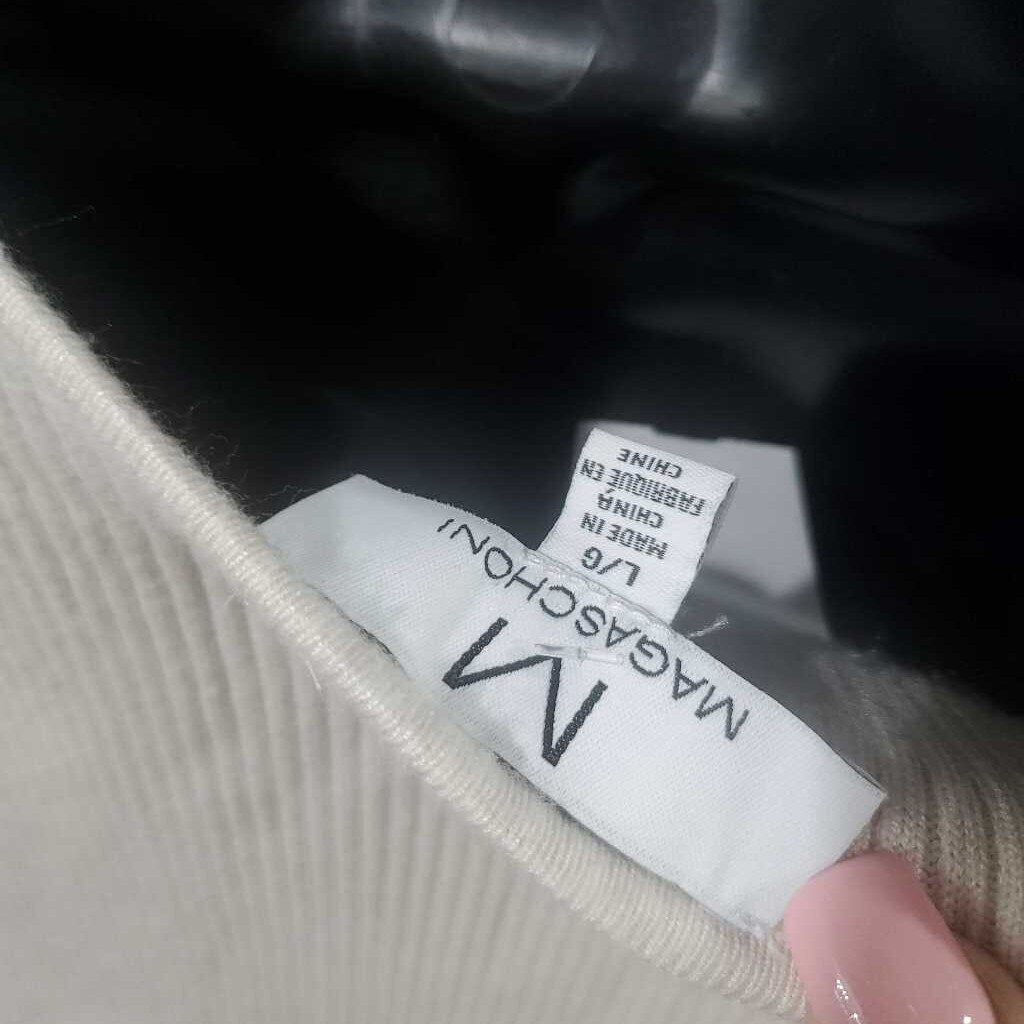 M
MAGASCHONI
L/G
MADE IN
CHINA
FABRIQUÉ EN
CHINE